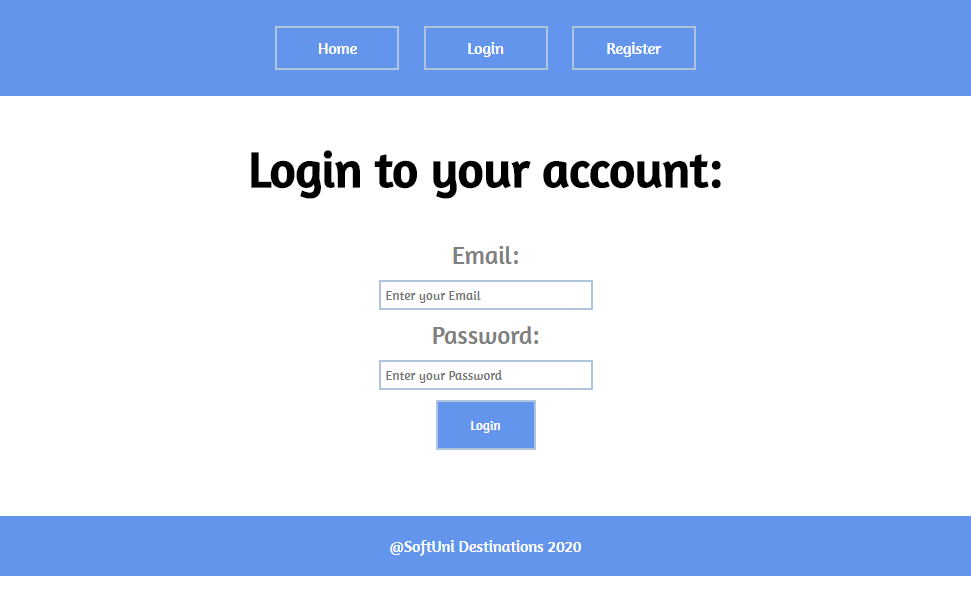 Home Login Register
Login to your account:
Email:
Enter your Email
Password:
Enter your Password
Login
@SoftUni Destinations 2020